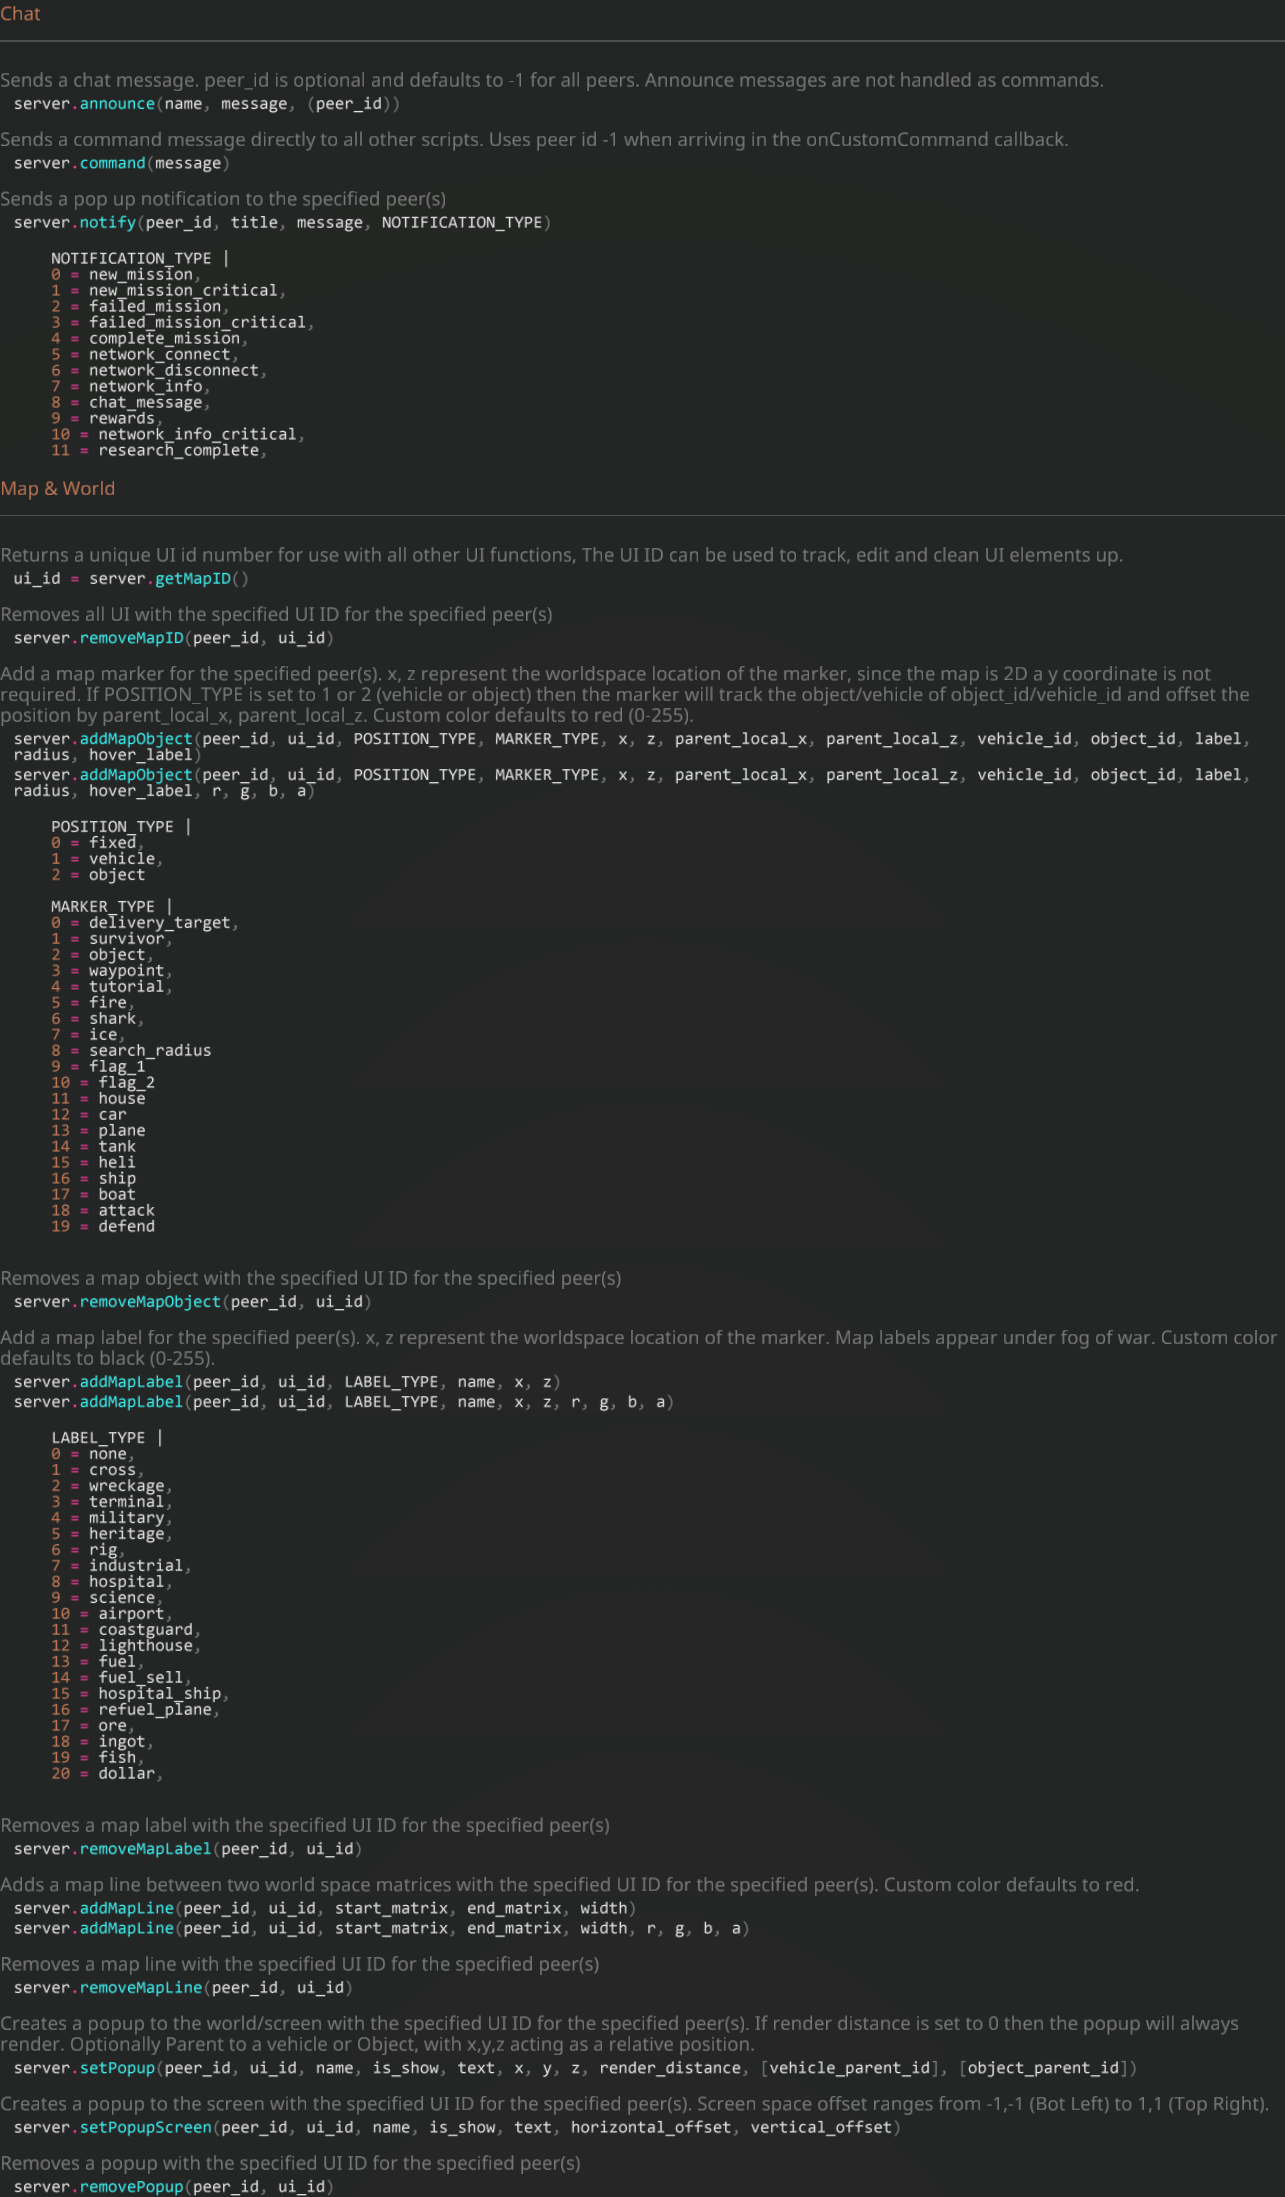 Chat
Sends a chat message. peer_id is optional and defaults to -1 for all peers. Announce messages are not handled as commands.
server.announce(name, message, (peer_id))
Sends a command message directly to all other scripts. Uses peer id -1 when arriving in the onCustomCommand callback.
server.command(message)
Sends a pop up notification to the specified peer(s)
server.notify(peer_id, title, message, NOTIFICATION_TYPE)
NOTIFICATION_TYPE |
0 = new_mission,
1 = new_mission_critical,
2 = failed_mission,
3 = failed_mission_critical,
4 = complete_mission,
5 = network_connect,
6 = network_disconnect,
7 = network_info,
8 = chat_message,
9 = rewards,
10 = network_info_critical,
11 = research_complete,
Map & World
Returns a unique UI id number for use with all other UI functions, The UI ID can be used to track, edit and clean UI elements up.
ui_id = server.getMapID()
Removes all UI with the specified UI ID for the specified peer(s)
server.removeMapID(peer_id, ui_id)
Add a map marker for the specified peer(s). x, z represent the worldspace location of the marker, since the map is 2D a y coordinate is not
required. If POSITION_TYPE is set to 1 or 2 (vehicle or object) then the marker will track the object/vehicle of object_id/vehicle_id and offset the
position by parent_local_x, parent_local_z. Custom color defaults to red (0-255).
server.addMapObject(peer_id, ui_id, POSITION_TYPE, MARKER_TYPE, x, z, parent_local_x, parent_local_z, vehicle_id, object_id, label,
radius, hover_label)
server.addMapObject(peer_id, ui_id, POSITION_TYPE, MARKER_TYPE, x, z, parent_local_x, parent_local_z, vehicle_id, object_id, label,
radius, hover_label, r, g, b, a)
POSITION_TYPE |
0 = fixed,
1 = vehicle,
2 = object
MARKER_TYPE |
0 = delivery_target,
1 = survivor,
2 = object,
3 = waypoint,
4 = tutorial,
5 = fire,
6 = shark,
7 = ice,
8 = search_radius
9 = flag_1
10 = flag_2
11 = house
12 = car
13 = plane
14 = tank
15 = heli
16 = ship
17 = boat
18 = attack
19 = defend
Removes a map object with the specified UI ID for the specified peer(s)
server.removeMapObject(peer_id, ui_id)
Add a map label for the specified peer(s). x, z represent the worldspace location of the marker. Map labels appear under fog of war. Custom color
defaults to black (0-255).
server.addMapLabel(peer_id, ui_id, LABEL_TYPE, name, x, z)
server.addMapLabel(peer_id, ui_id, LABEL_TYPE, name, x, z, r, g, b, a)
LABEL_TYPE |
0 = none,
1 = cross,
2 = wreckage,
3 = terminal,
4 = military,
5 = heritage,
6 = rig,
7 = industrial,
8 = hospital,
9 = science,
10 = airport,
11 = coastguard,
12 = lighthouse,
13 = fuel,
14 = fuel_sell,
15 = hospital_ship,
16 = refuel_plane,
17 = ore,
18 = ingot,
19 = fish,
20 = dollar,
Removes a map label with the specified UI ID for the specified peer(s)
server.removeMapLabel(peer_id, ui_id)
Adds a map line between two world space matrices with the specified UI ID for the specified peer(s). Custom color defaults to red.
server.addMapLine(peer_id, ui_id, start_matrix, end_matrix, width)
server.addMapLine(peer_id, ui_id, start_matrix, end_matrix, width, r, g, b, a)
Removes a map line with the specified UI ID for the specified peer(s)
server.removeMapLine(peer_id, ui_id)
Creates a popup to the world/screen with the specified UI ID for the specified peer(s). If render distance is set to 0 then the popup will always
render. Optionally Parent to a vehicle or Object, with x,y,z acting as a relative position.
server.setPopup(peer_id, ui_id, name, is_show, text, x, y, z, render_distance, [vehicle_parent_id], [object_parent_id])
Creates a popup to the screen with the specified UI ID for the specified peer(s). Screen space offset ranges from -1,-1 (Bot Left) to 1,1 (Top Right).
server.setPopupScreen(peer_id, ui_id, name, is_show, text, horizontal_offset, vertical_offset)
Removes a popup with the specified UI ID for the specified peer(s)
server.removePopup(peer_id, ui_id)